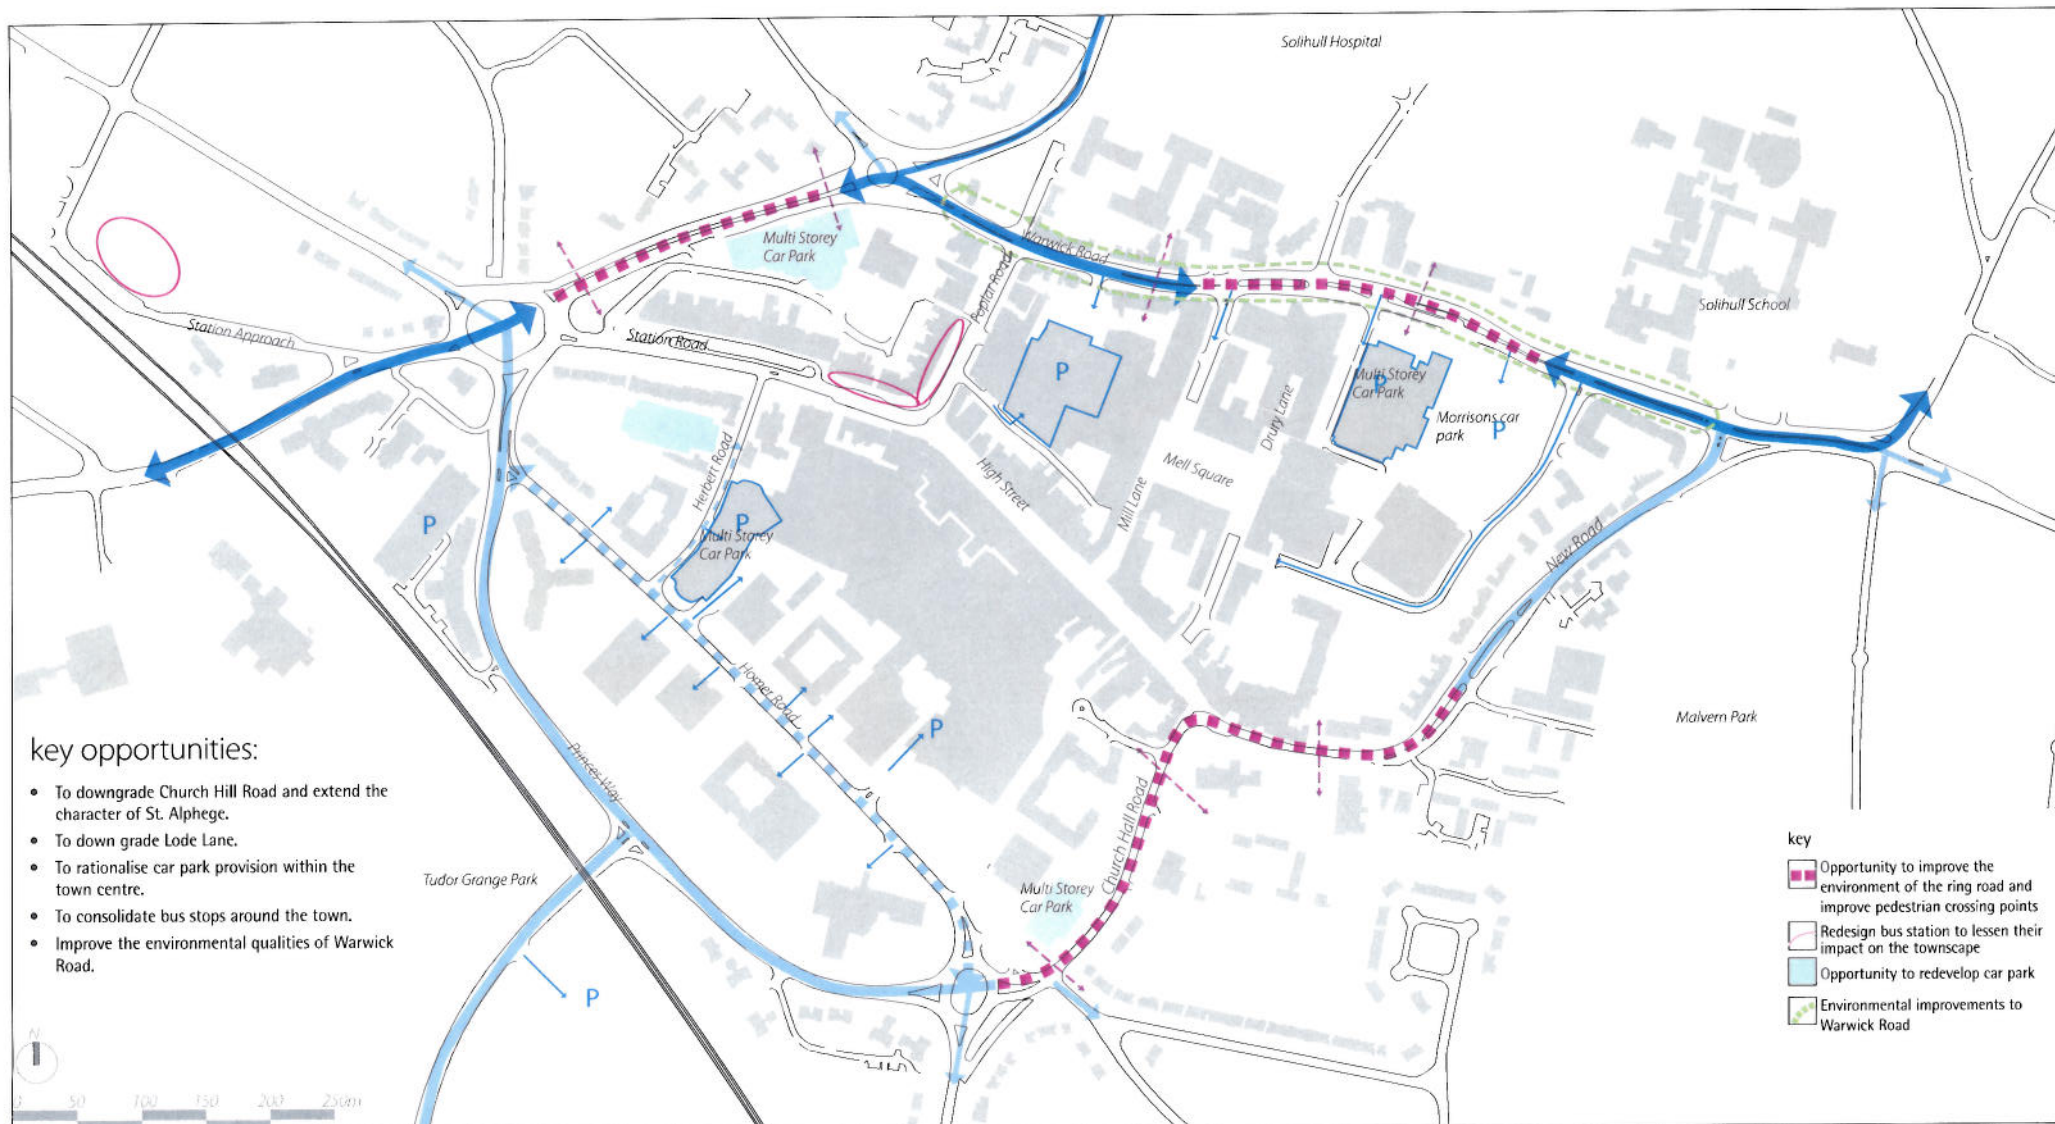 Solihull Hospital
Multi Storey
Car Park
Warwick Road
Poplar Road
Solihull School
Station Approach
Station Road
P
Multi Storey
Car Park
P
Morrisons car
park
P
Drury Lane
Mell Square
High Street
Mill Lane
Herbert Road
P
P
Multi Storey
Car Park
New Road
Homer Road
P
Malvern Park
Princes Way
Church Hall Road
Tudor Grange Park
Multi Storey
Car Park
P
key opportunities:
• To downgrade Church Hill Road and extend the
character of St. Alphege.
• To down grade Lode Lane.
• To rationalise car park provision within the
town centre.
• To consolidate bus stops around the town.
• Improve the environmental qualities of Warwick
Road.
N
0 50 100 150 200 250m
key
Opportunity to improve the
environment of the ring road and
improve pedestrian crossing points
Redesign bus station to lessen their
impact on the townscape
Opportunity to redevelop car park
Environmental improvements to
Warwick Road